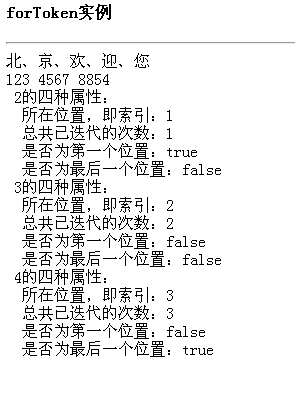 forToken实例
北、京、欢、迎、您
123 4567 8854
2的四种属性：
所在位置，即索引：1
总共已迭代的次数：1
是否为第一个位置：true
是否为最后一个位置：false
3的四种属性：
所在位置，即索引：2
总共已迭代的次数：2
是否为第一个位置：false
是否为最后一个位置：false
4的四种属性：
所在位置，即索引：3
总共已迭代的次数：3
是否为第一个位置：false
是否为最后一个位置：true